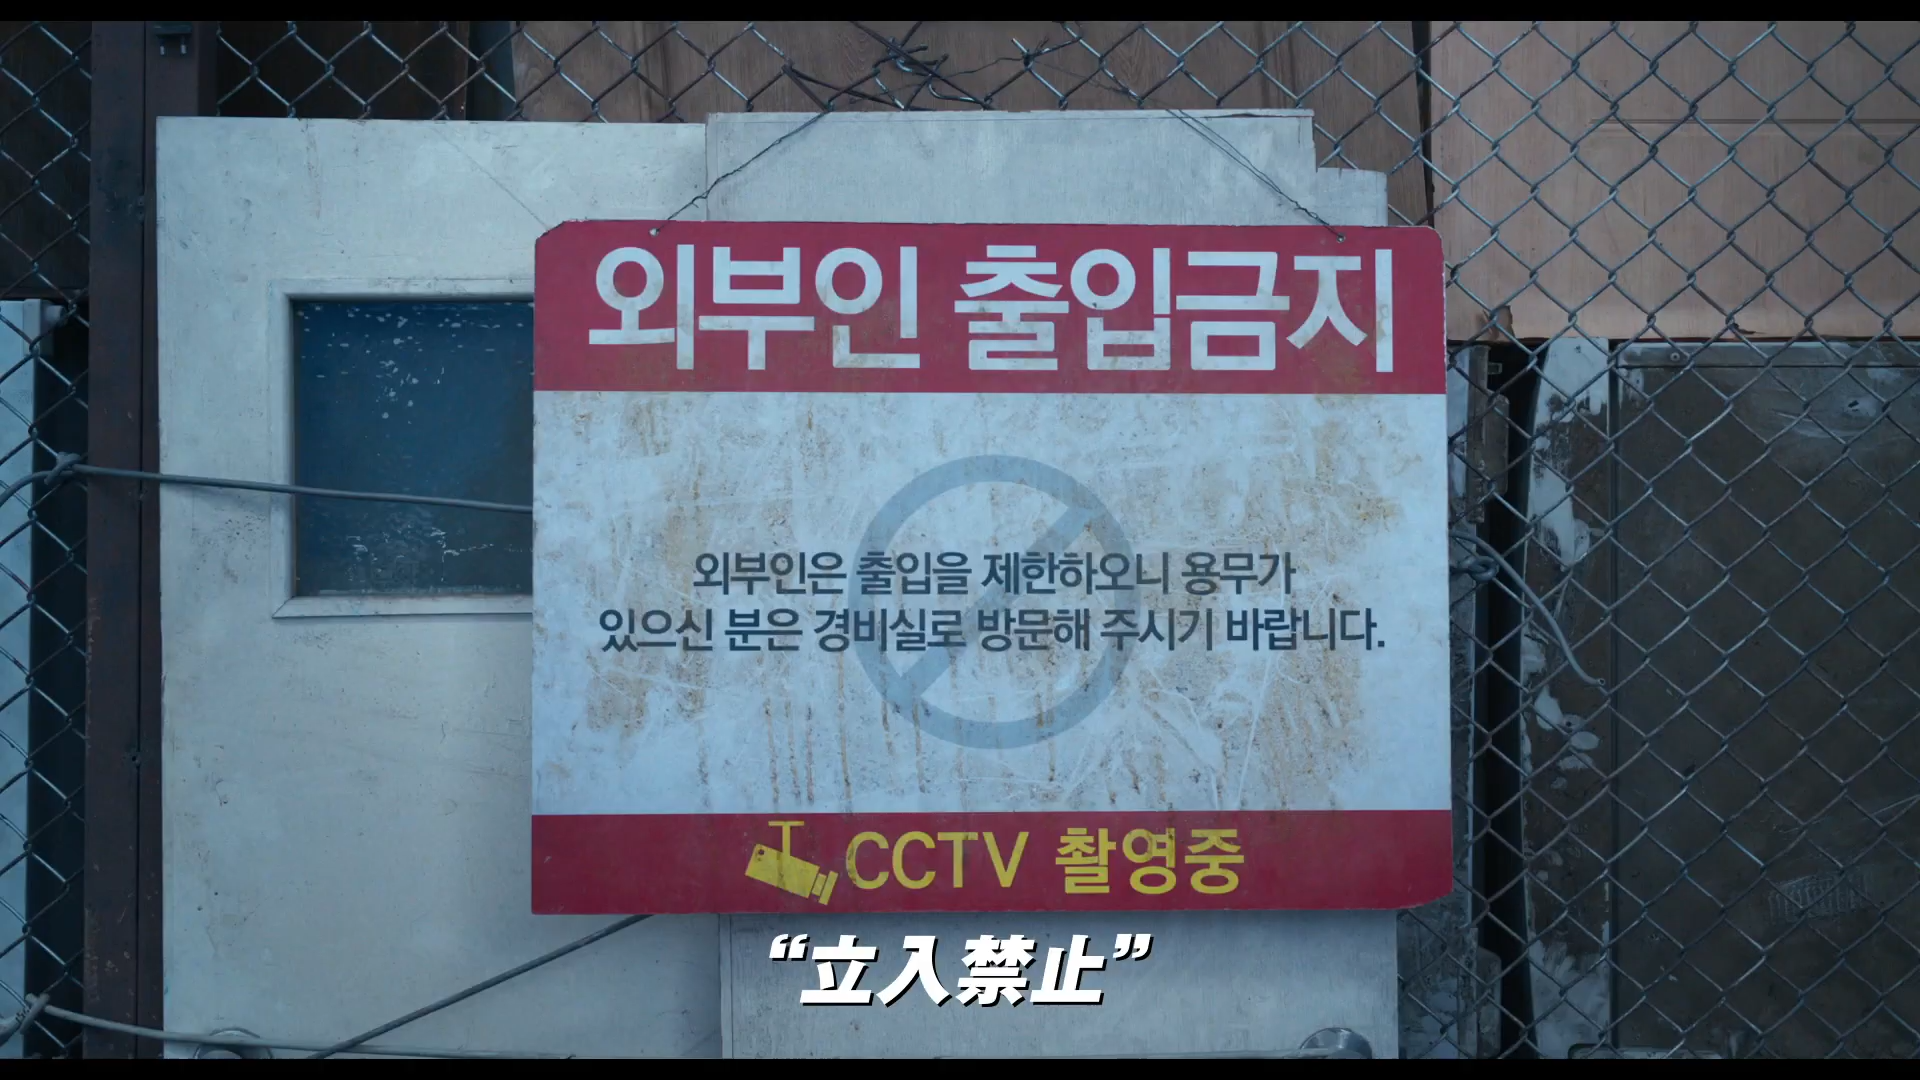 외부인 출입금지
외부인은 출입을 제한하오니 용무가
있으신 분은 경비실로 방문해 주시기 바랍니다.
CCTV 촬영중
“立入禁止”